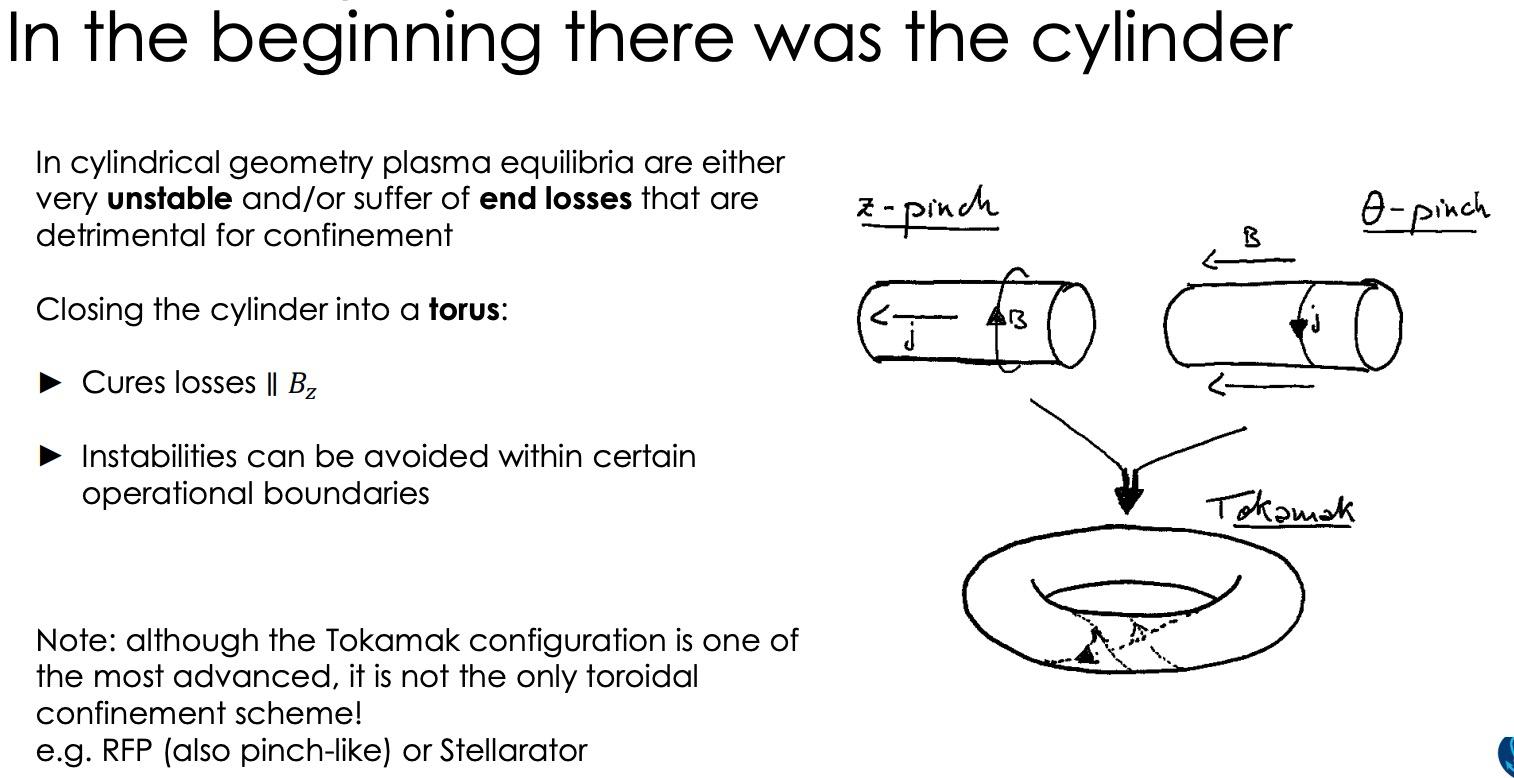 In the beginning there was the cylinder
In cylindrical geometry plasma equilibria are either
very unstable and/or suffer of end losses that are
detrimental for confinement
Closing the cylinder into a torus:
► Cures losses ∥ B_z
► Instabilities can be avoided within certain
operational boundaries
Note: although the Tokamak configuration is one of
the most advanced, it is not the only toroidal
confinement scheme!
e.g. RFP (also pinch-like) or Stellarator
z-pinch
j
B
θ-pinch
B
j
Tokamak